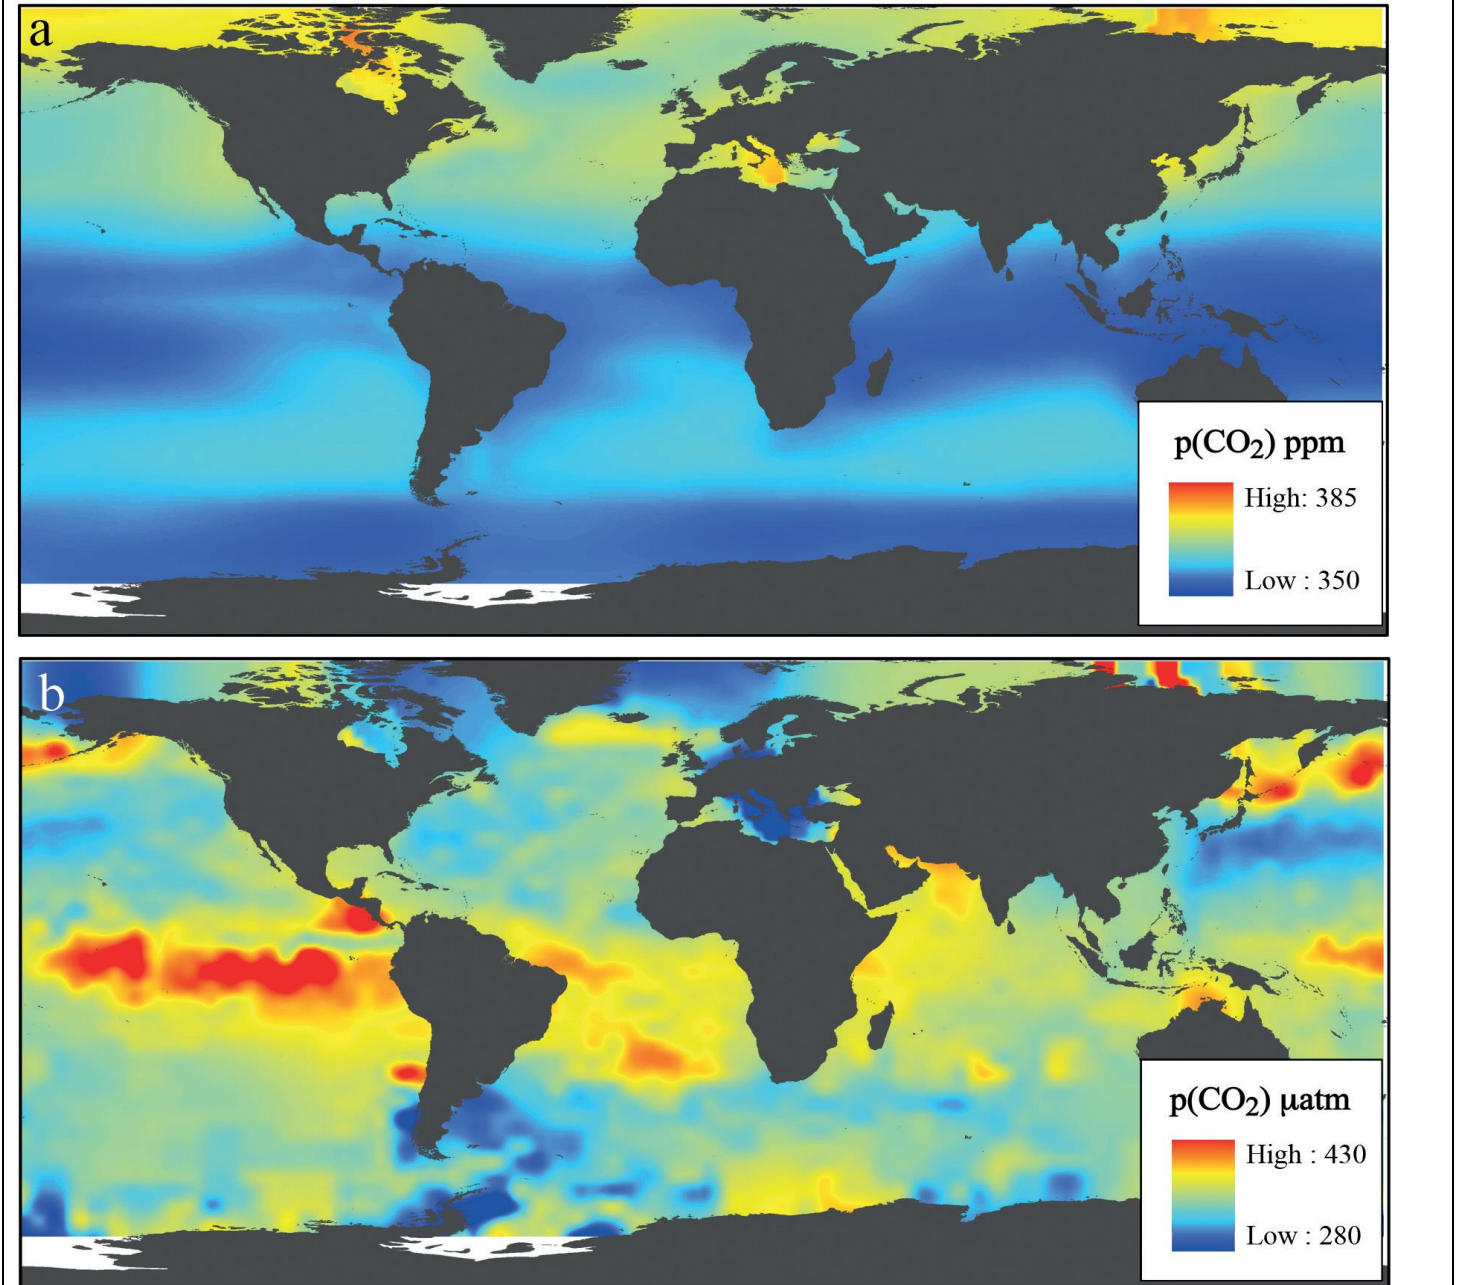 a
p(CO₂) ppm
High: 385
Low : 350
b
p(CO₂) µatm
High : 430
Low : 280